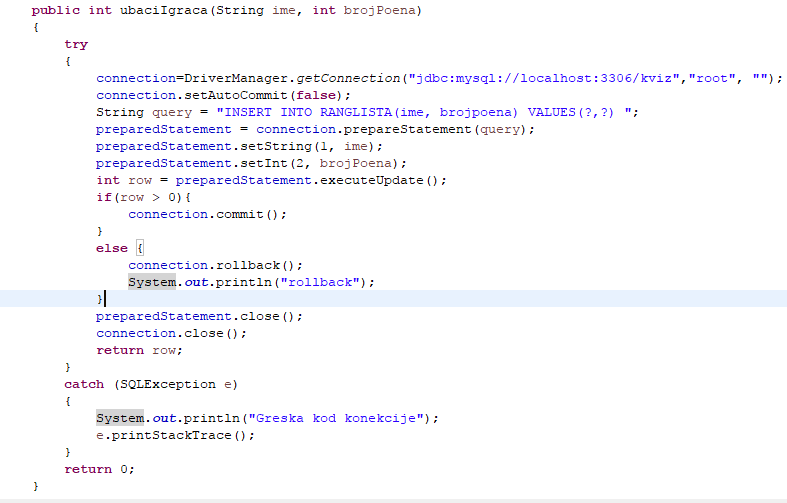 public int ubaciIgraca(String ime, int brojPoena)
{
try
{
connection=DriverManager.getConnection("jdbc:mysql://localhost:3306/kviz","root", "");
connection.setAutoCommit(false);
String query = "INSERT INTO RANGLISTA(ime, brojpoena) VALUES(?,?) ";
preparedStatement = connection.prepareStatement(query);
preparedStatement.setString(1, ime);
preparedStatement.setInt(2, brojPoena);
int row = preparedStatement.executeUpdate();
if(row > 0){
connection.commit();
}
else {
connection.rollback();
System.out.println("rollback");
}
preparedStatement.close();
connection.close();
return row;
}
catch (SQLException e)
{
System.out.println("Greska kod konekcije");
e.printStackTrace();
}
return 0;
}